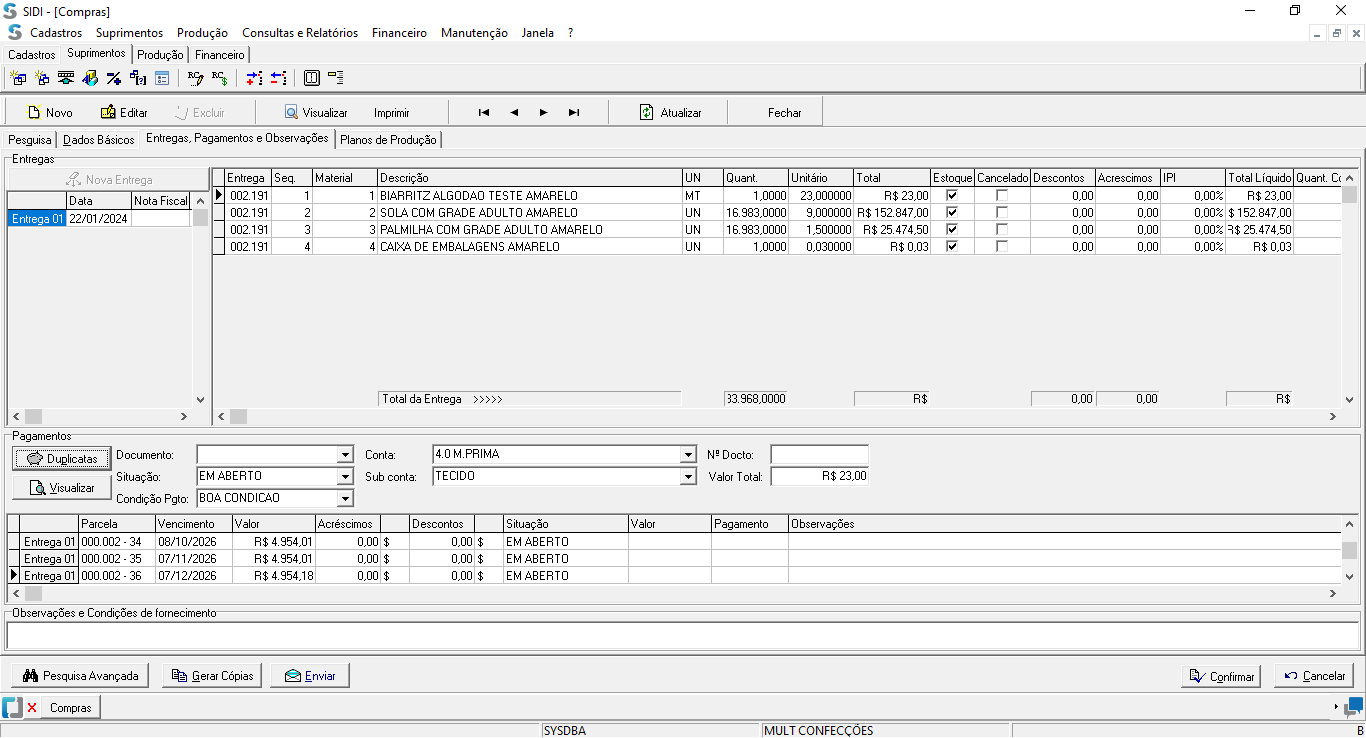 SIDI - [Compras]
Cadastros Suprimentos Produção Consultas e Relatórios Financeiro Manutenção Janela ?
Cadastros Suprimentos Produção Financeiro
Novo Editar Excluir Visualizar Imprimir Atualizar Fechar
Pesquisa Dados Básicos Entregas, Pagamentos e Observações Planos de Produção
Entregas
Nova Entrega
Data Nota Fiscal
Entrega 01 22/01/2024
Entrega Seq. Material Descrição UN Quant. Unitário Total Estoque Cancelado Descontos Acrescimos IPI Total Líquido Quant. Co
002.191 1 1 BIARRITZ ALGODAO TESTE AMARELO MT 1,0000 23,000000 R$ 23,00 0,00 0,00 0,00% R$ 23,00
002.191 2 2 SOLA COM GRADE ADULTO AMARELO UN 16.983,0000 9,000000 R$ 152.847,00 0,00 0,00 0,00% $ 152.847,00
002.191 3 3 PALMILHA COM GRADE ADULTO AMARELO UN 16.983,0000 1,500000 R$ 25.474,50 0,00 0,00 0,00% R$ 25.474,50
002.191 4 4 CAIXA DE EMBALAGENS AMARELO UN 1,0000 0,030000 R$ 0,03 0,00 0,00 0,00% R$ 0,03
Total da Entrega >>>>> 33.968,0000 R$ 0,00 0,00 R$
Pagamentos
Duplicatas Documento: Conta: 4.0 M.PRIMA Nº Docto:
Situação: EM ABERTO Sub conta: TECIDO Valor Total: R$ 23,00
Visualizar
Condição Pgto: BOA CONDICAO
Parcela Vencimento Valor Acréscimos Descontos Situação Valor Pagamento Observações
Entrega 01 000.002 - 34 08/10/2026 R$ 4.954,01 0,00 $ 0,00 $ EM ABERTO
Entrega 01 000.002 - 35 07/11/2026 R$ 4.954,01 0,00 $ 0,00 $ EM ABERTO
Entrega 01 000.002 - 36 07/12/2026 R$ 4.954,18 0,00 $ 0,00 $ EM ABERTO
Observações e Condições de fornecimento
Pesquisa Avançada Gerar Cópias Enviar Confirmar Cancelar
Compras
SYSDBA MULT CONFECÇÕES B